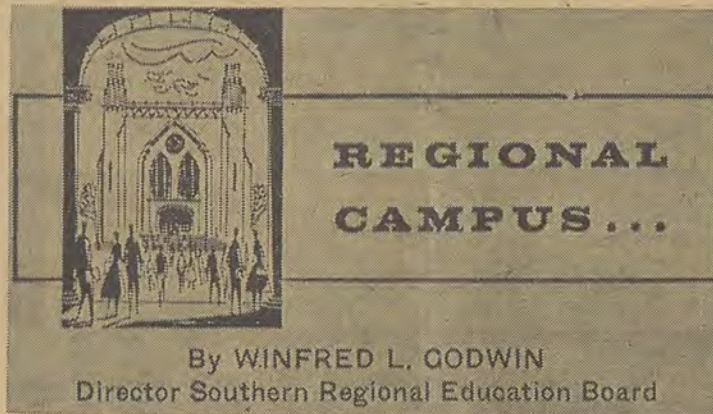 REGIONAL
CAMPUS...
By WINFRED L. GODWIN
Director Southern Regional Education Board